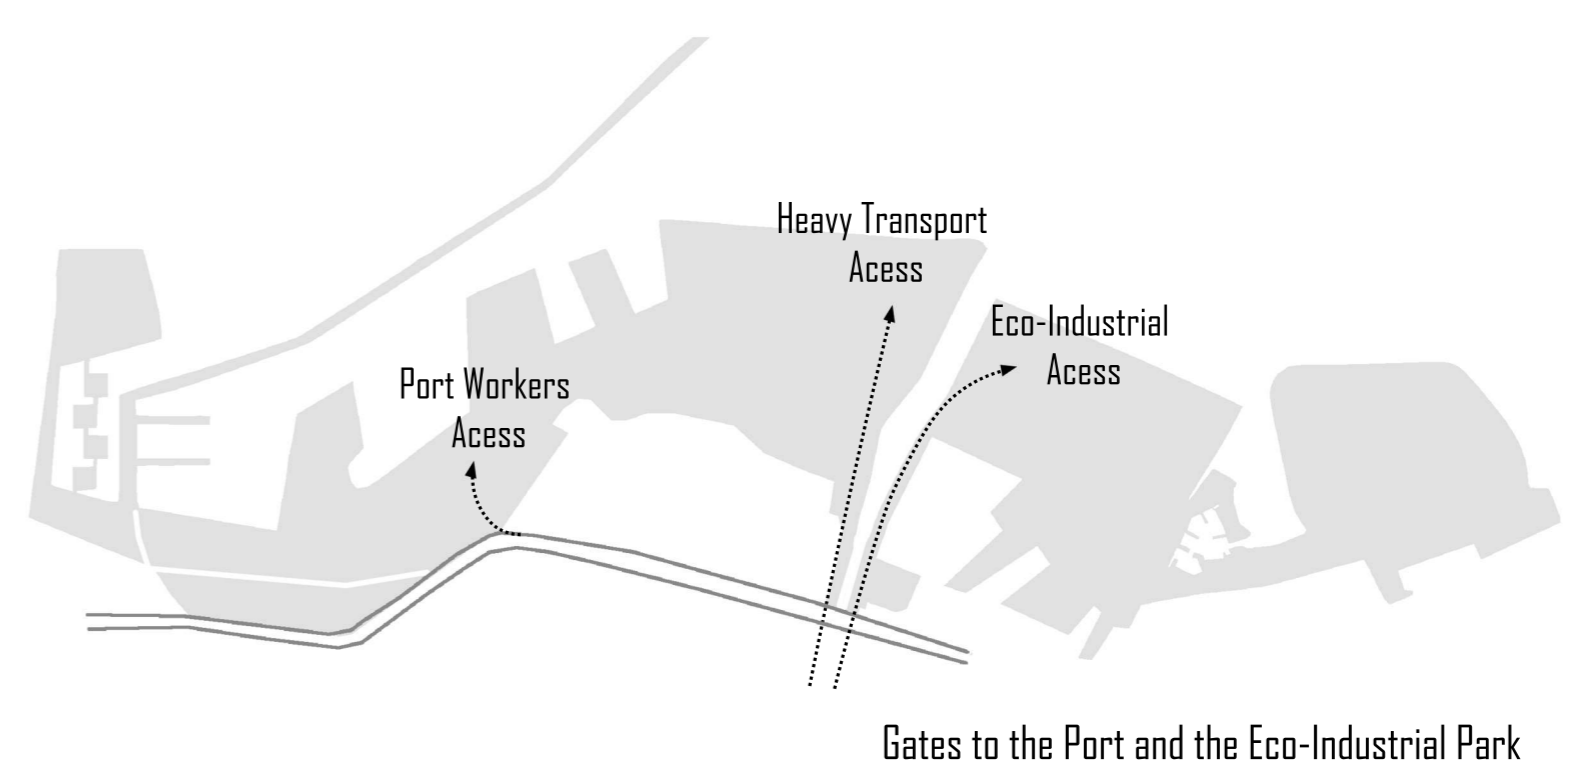 Heavy Transport
Acess
Eco-Industrial
Acess
Port Workers
Acess
Gates to the Port and the Eco-Industrial Park